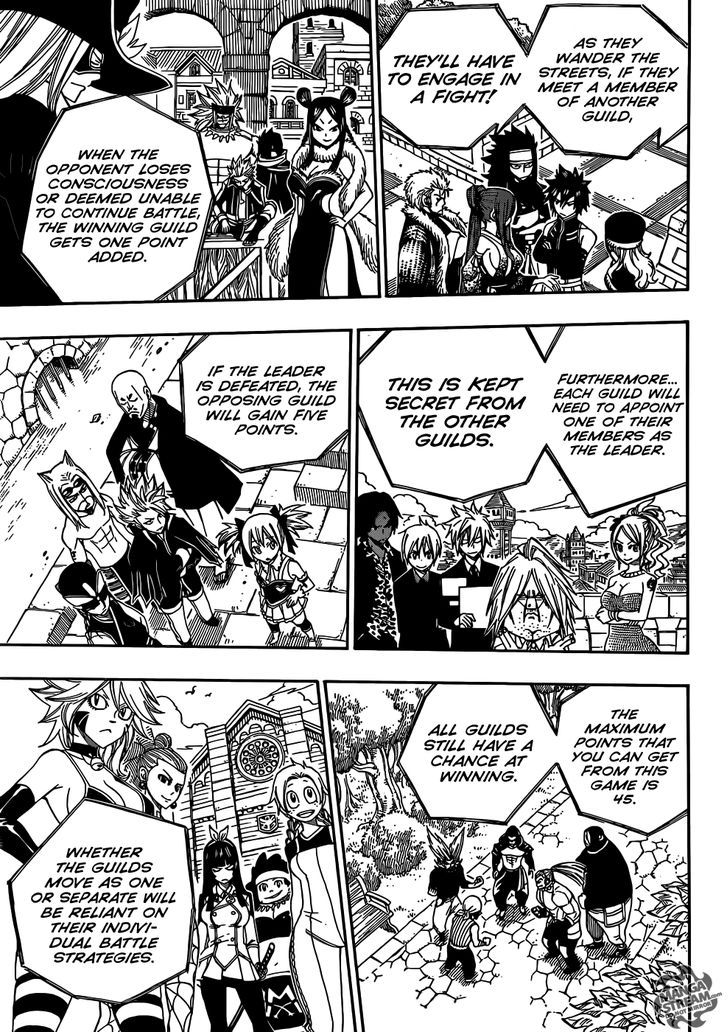 AS THEY
WANDER THE
STREETS, IF THEY
MEET A MEMBER
OF ANOTHER
GUILD,
THEY'LL HAVE
TO ENGAGE IN
A FIGHT!
WHEN THE
OPPONENT LOSES
CONSCIOUSNESS
OR DEEMED UNABLE
TO CONTINUE BATTLE,
THE WINNING GUILD
GETS ONE POINT
ADDED.
FURTHERMORE...
EACH GUILD WILL
NEED TO APPOINT
ONE OF THEIR
MEMBERS AS
THE LEADER.
THIS IS KEPT
SECRET FROM
THE OTHER
GUILDS.
IF THE LEADER
IS DEFEATED, THE
OPPOSING GUILD
WILL GAIN FIVE
POINTS.
THE
MAXIMUM
POINTS THAT
YOU CAN GET
FROM THIS
GAME IS
45.
ALL GUILDS
STILL HAVE A
CHANCE AT
WINNING.
WHETHER
THE GUILDS
MOVE AS ONE
OR SEPARATE WILL
BE RELIANT ON
THEIR INDIVI-
DUAL BATTLE
STRATEGIES.
MANGA
STREAM.com